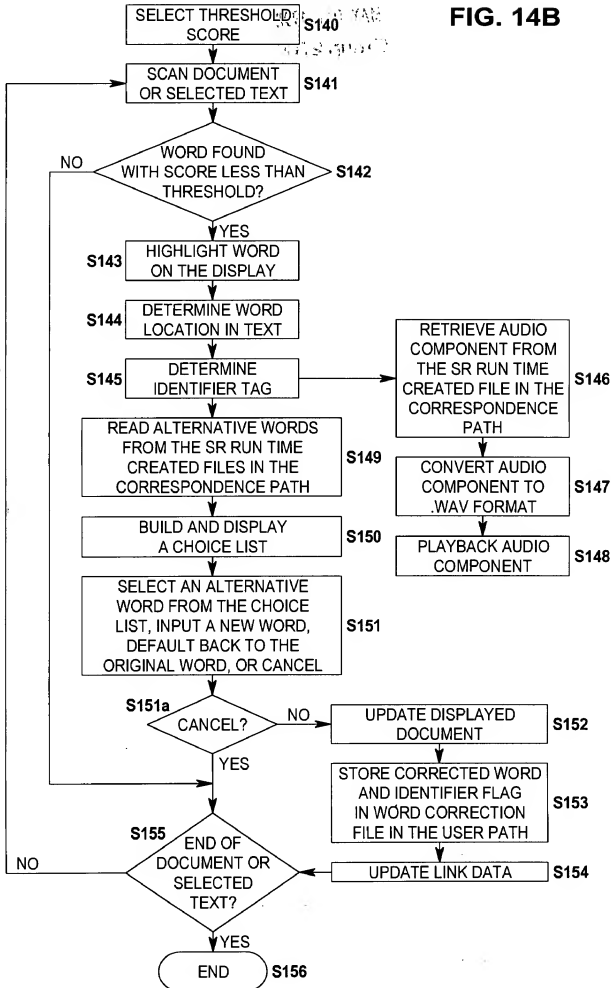 FIG. 14B
SELECT THRESHOLD
SCORE
S140
SCAN DOCUMENT
OR SELECTED TEXT
S141
WORD FOUND
WITH SCORE LESS THAN
THRESHOLD?
S142
NO
YES
S143
HIGHLIGHT WORD
ON THE DISPLAY
S144
DETERMINE WORD
LOCATION IN TEXT
S145
DETERMINE
IDENTIFIER TAG
RETRIEVE AUDIO
COMPONENT FROM
THE SR RUN TIME
CREATED FILE IN THE
CORRESPONDENCE
PATH
S146
CONVERT AUDIO
COMPONENT TO
.WAV FORMAT
S147
PLAYBACK AUDIO
COMPONENT
S148
READ ALTERNATIVE WORDS
FROM THE SR RUN TIME
CREATED FILES IN THE
CORRESPONDENCE PATH
S149
BUILD AND DISPLAY
A CHOICE LIST
S150
SELECT AN ALTERNATIVE
WORD FROM THE CHOICE
LIST, INPUT A NEW WORD,
DEFAULT BACK TO THE
ORIGINAL WORD, OR CANCEL
S151
S151a
CANCEL?
NO
YES
UPDATE DISPLAYED
DOCUMENT
S152
STORE CORRECTED WORD
AND IDENTIFIER FLAG
IN WORD CORRECTION
FILE IN THE USER PATH
S153
UPDATE LINK DATA
S154
S155
END OF
DOCUMENT OR
SELECTED
TEXT?
NO
YES
END
S156